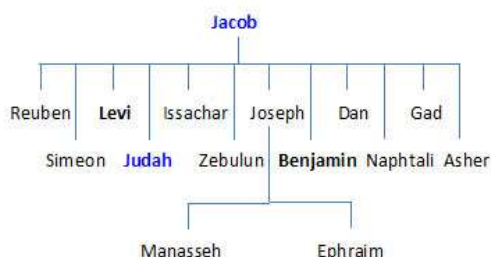 Jacob
Reuben Levi Issachar Joseph Dan Gad
Simeon Judah Zebulun Benjamin Naphtali Asher
Manasseh Ephraim